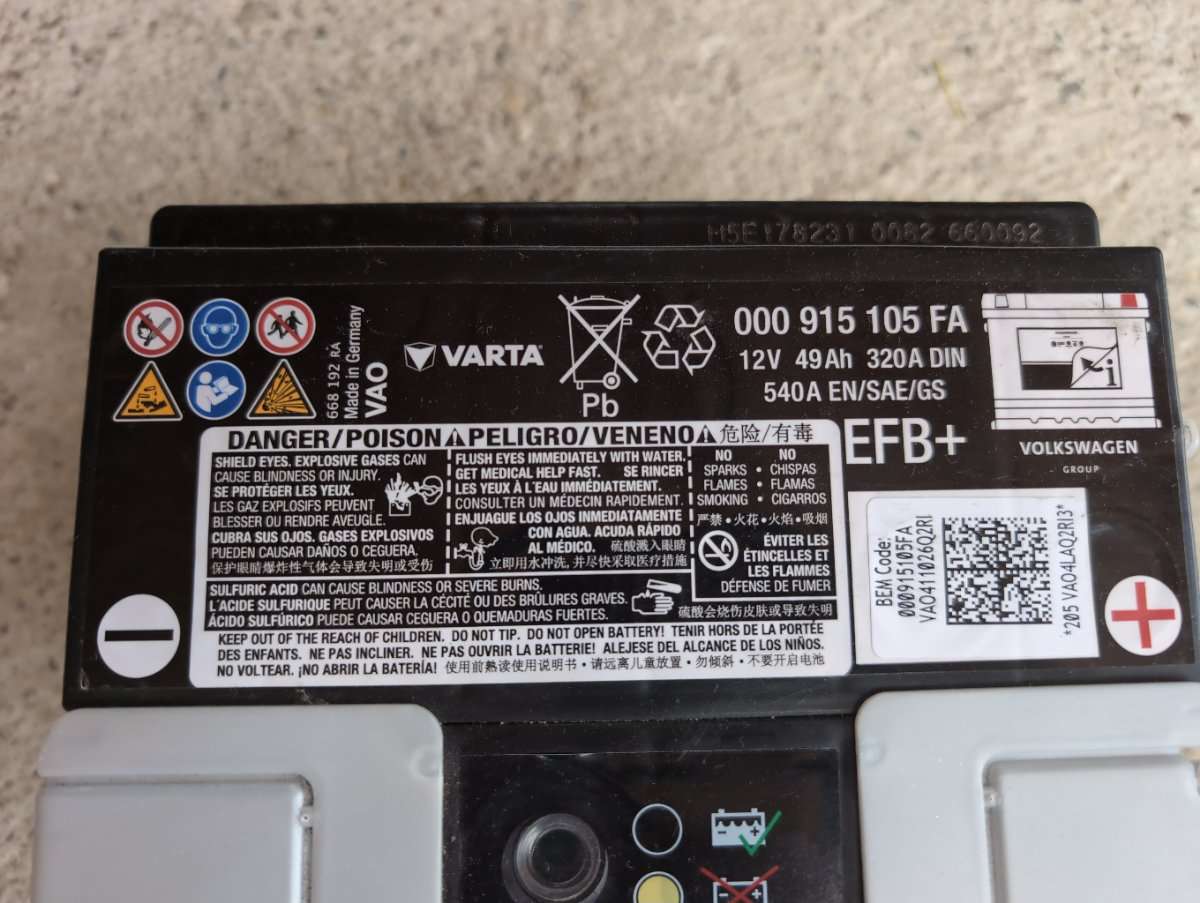 H5E178231 0082 660092
668 192 RA
Made in Germany
VAO
VARTA
Pb
000 915 105 FA
12V 49Ah 320A DIN
540A EN/SAE/GS
EFB+
VOLKSWAGEN
GROUP
DANGER/POISON PELIGRO/VENENO 危险/有毒
SHIELD EYES. EXPLOSIVE GASES CAN
CAUSE BLINDNESS OR INJURY.
SE PROTÉGER LES YEUX.
LES GAZ EXPLOSIFS PEUVENT
BLESSER OU RENDRE AVEUGLE.
CUBRA SUS OJOS. GASES EXPLOSIVOS
PUEDEN CAUSAR DAÑOS O CEGUERA.
保护眼睛爆炸性气体会导致失明或受伤
FLUSH EYES IMMEDIATELY WITH WATER.
GET MEDICAL HELP FAST. SE RINCER
LES YEUX À L'EAU IMMÉDIATEMENT.
CONSULTER UN MÉDECIN RAPIDEMENT.
ENJUAGUE LOS OJOS INMEDIATAMENTE
CON AGUA. ACUDA RÁPIDO
AL MÉDICO. 硫酸溅入眼睛
立即用水冲洗, 并尽快采取医疗措施
NO NO
SPARKS • CHISPAS
FLAMES • FLAMAS
SMOKING • CIGARROS
严禁 • 火花 • 火焰 • 吸烟
ÉVITER LES
ÉTINCELLES ET
LES FLAMMES
DÉFENSE DE FUMER
SULFURIC ACID CAN CAUSE BLINDNESS OR SEVERE BURNS.
L'ACIDE SULFURIQUE PEUT CAUSER LA CÉCITÉ OU DES BRÛLURES GRAVES.
ÁCIDO SULFÚRICO PUEDE CAUSAR CEGUERA O QUEMADURAS FUERTES.
硫酸会烧伤皮肤或导致失明
KEEP OUT OF THE REACH OF CHILDREN. DO NOT TIP. DO NOT OPEN BATTERY! TENIR HORS DE LA PORTÉE
DES ENFANTS. NE PAS INCLINER. NE PAS OUVRIR LA BATTERIE! ALEJESE DEL ALCANCE DE LOS NIÑOS.
NO VOLTEAR. ¡NO ABRIR LA BATERÍA! 使用前熟读使用说明书 • 请远离儿童放置 • 勿倾斜 • 不要开启电池
BEM Code:
000915105FA
VAO411026Q2RI
*205 VAO4LAQ2RI3*